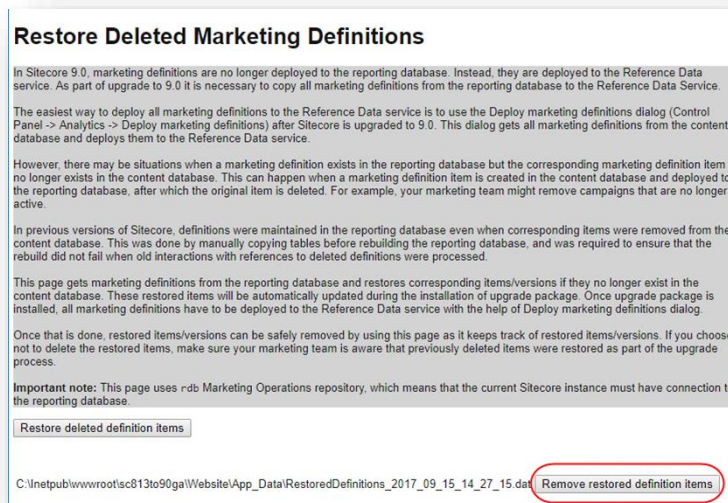 Restore Deleted Marketing Definitions
In Sitecore 9.0, marketing definitions are no longer deployed to the reporting database. Instead, they are deployed to the Reference Data
service. As part of upgrade to 9.0 it is necessary to copy all marketing definitions from the reporting database to the Reference Data Service.
The easiest way to deploy all marketing definitions to the Reference Data service is to use the Deploy marketing definitions dialog (Control
Panel -> Analytics -> Deploy marketing definitions) after Sitecore is upgraded to 9.0. This dialog gets all marketing definitions from the content
database and deploys them to the Reference Data service.
However, there may be situations when a marketing definition exists in the reporting database but the corresponding marketing definition item
no longer exists in the content database. This can happen when a marketing definition item is created in the content database and deployed to
the reporting database, after which the original item is deleted. For example, your marketing team might remove campaigns that are no longer
active.
In previous versions of Sitecore, definitions were maintained in the reporting database even when corresponding items were removed from the
content database. This was done by manually copying tables before rebuilding the reporting database, and was required to ensure that the
rebuild did not fail when old interactions with references to deleted definitions were processed.
This page gets marketing definitions from the reporting database and restores corresponding items/versions if they no longer exist in the
content database. These restored items will be automatically updated during the installation of upgrade package. Once upgrade package is
installed, all marketing definitions have to be deployed to the Reference Data service with the help of Deploy marketing definitions dialog.
Once that is done, restored items/versions can be safely removed by using this page as it keeps track of restored items/versions. If you choose
not to delete the restored items, make sure your marketing team is aware that previously deleted items were restored as part of the upgrade
process.
Important note: This page uses rdb Marketing Operations repository, which means that the current Sitecore instance must have connection t
the reporting database.
Restore deleted definition items
C:\Inetpub\wwwroot\sc813to90ga\Website\App_Data\RestoredDefinitions_2017_09_15_14_27_15.dat Remove restored definition items